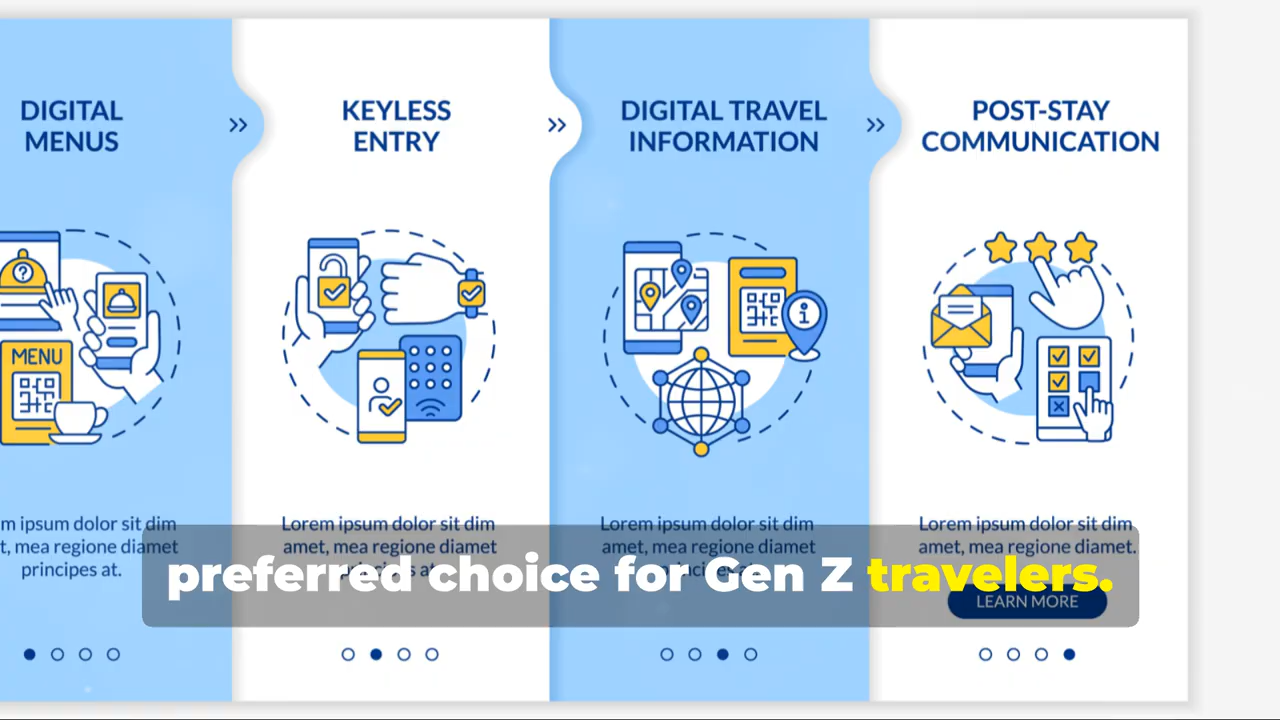 DIGITAL
MENUS
KEYLESS
ENTRY
DIGITAL TRAVEL
INFORMATION
POST-STAY
COMMUNICATION
MENU
m ipsum dolor sit dim
t, mea regione diamet
principes at.
Lorem ipsum dolor sit dim
amet, mea regione diamet
Lorem ipsum dolor sit dim
amet, mea regione diamet
Lorem ipsum dolor sit dim
amet, mea regione diamet.
preferred choice for Gen Z travelers.
LEARN MORE